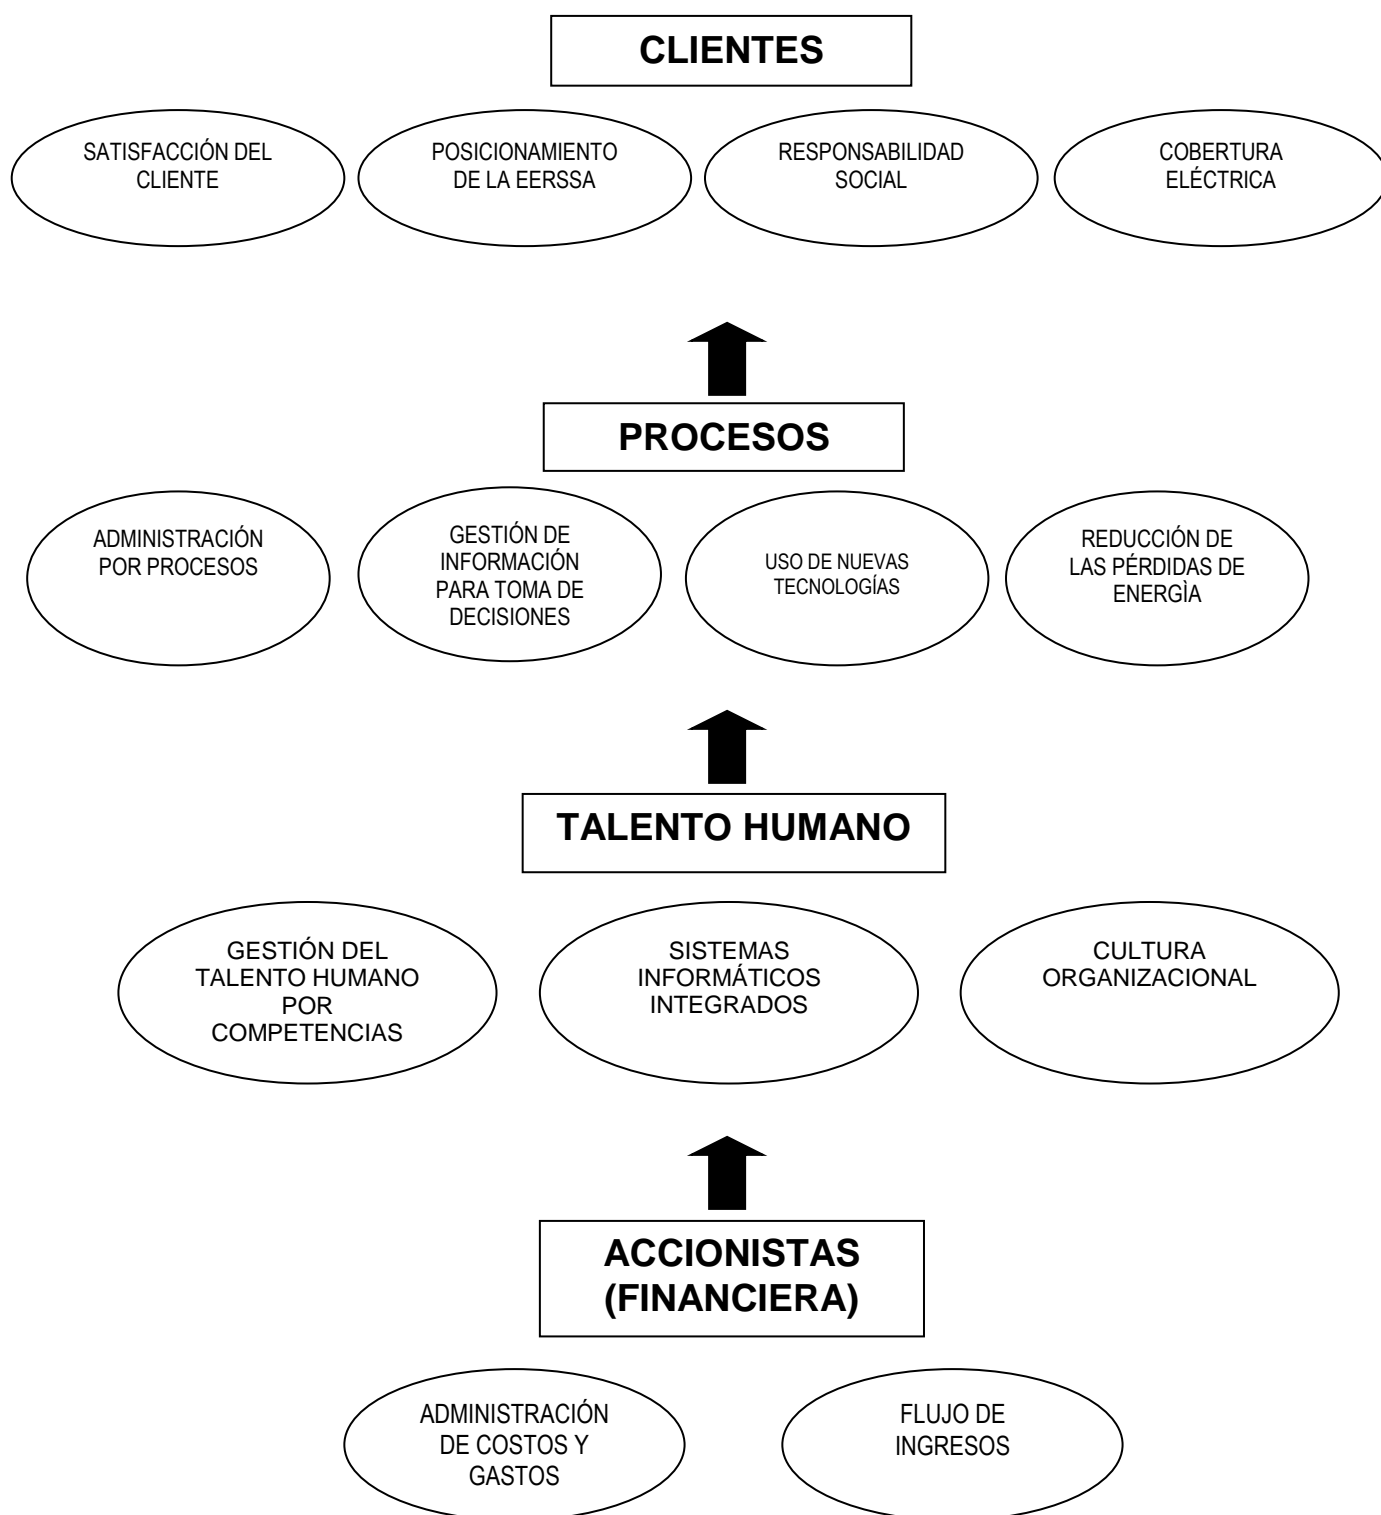 CLIENTES
SATISFACCIÓN DEL
CLIENTE
POSICIONAMIENTO
DE LA EERSSA
RESPONSABILIDAD
SOCIAL
COBERTURA
ELÉCTRICA
PROCESOS
ADMINISTRACIÓN
POR PROCESOS
GESTIÓN DE
INFORMACIÓN
PARA TOMA DE
DECISIONES
USO DE NUEVAS
TECNOLOGÍAS
REDUCCIÓN DE
LAS PÉRDIDAS DE
ENERGÌA
TALENTO HUMANO
GESTIÓN DEL
TALENTO HUMANO
POR
COMPETENCIAS
SISTEMAS
INFORMÁTICOS
INTEGRADOS
CULTURA
ORGANIZACIONAL
ACCIONISTAS
(FINANCIERA)
ADMINISTRACIÓN
DE COSTOS Y
GASTOS
FLUJO DE
INGRESOS